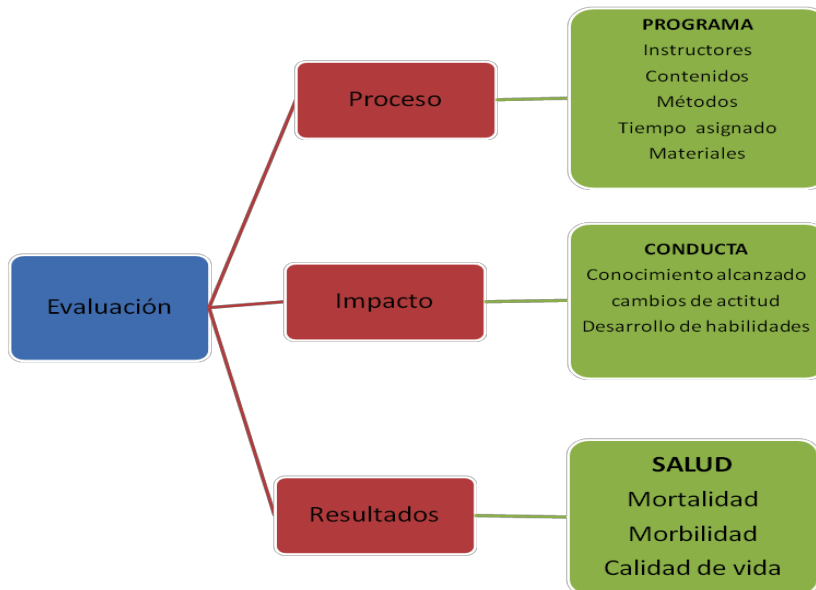 Evaluación
Proceso
PROGRAMA
Instructores
Contenidos
Métodos
Tiempo asignado
Materiales
Impacto
CONDUCTA
Conocimiento alcanzado
cambios de actitud
Desarrollo de habilidades
Resultados
SALUD
Mortalidad
Morbilidad
Calidad de vida